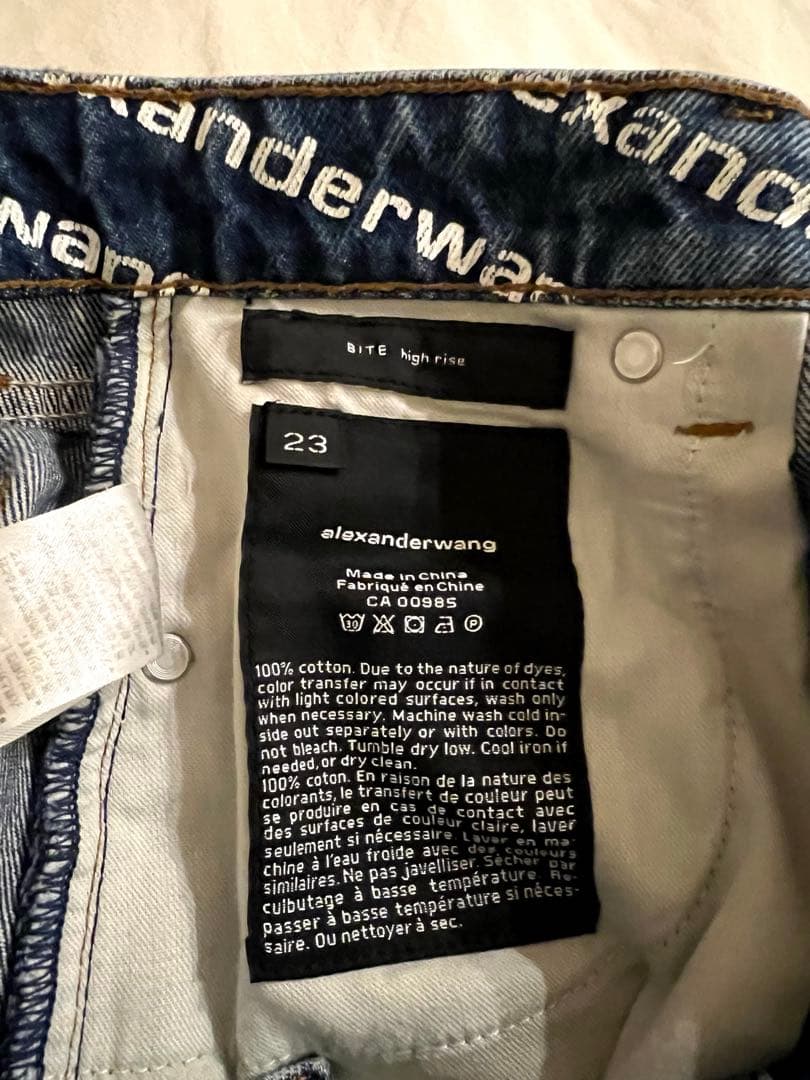 xanderwan
exand
wang
BITE high rise
23
alexanderwang
Made in China
Fabriqué en Chine
CA 00985
30 P
100% cotton. Due to the nature of dyes,
color transfer may occur if in contact
with light colored surfaces, wash only
when necessary. Machine wash cold in-
side out separately or with colors. Do
not bleach. Tumble dry low. Cool iron if
needed, or dry clean.
100% coton. En raison de la nature des
colorants, le transfert de couleur peut
se produire en cas de contact avec
des surfaces de couleur claire, laver
seulement si nécessaire. Laver en ma-
chine à l'eau froide avec des couleurs
similaires. Ne pas javelliser. Sécher par
culbutage à basse température. Re-
passer à basse température si néces-
saire. Ou nettoyer à sec.